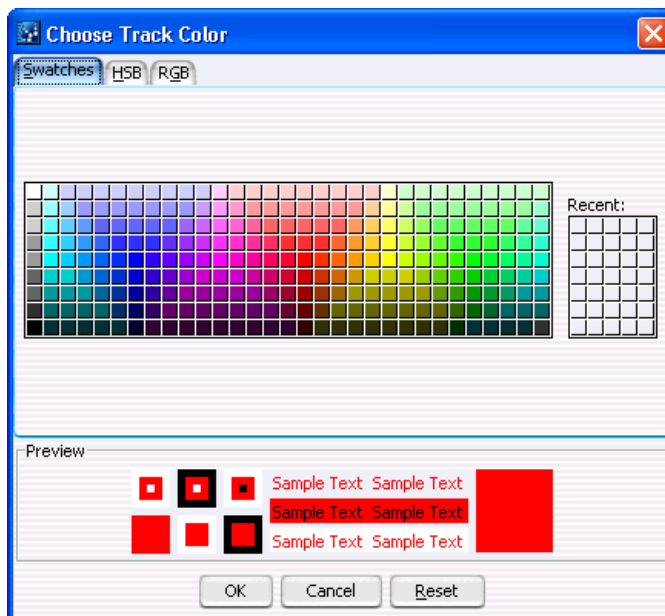 Choose Track Color
Swatches HSB RGB
Recent:
Preview
Sample Text Sample Text
Sample Text Sample Text
Sample Text Sample Text
OK Cancel Reset